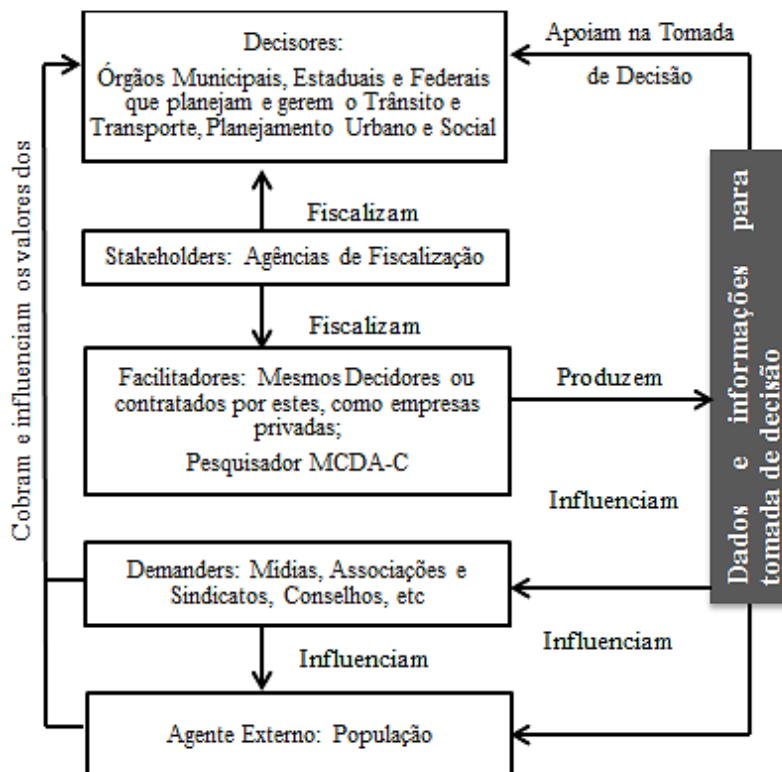 Decisores:
Órgãos Municipais, Estaduais e Federais
que planejam e gerem o Trânsito e
Transporte, Planejamento Urbano e Social
Apoiam na Tomada
de Decisão
Cobram e influenciam os valores dos
Fiscalizam
Stakeholders: Agências de Fiscalização
Fiscalizam
Facilitadores: Mesmos Decidores ou
contratados por estes, como empresas
privadas;
Pesquisador MCDA-C
Produzem
Dados e informações para
tomada de decisão
Influenciam
Demanders: Mídias, Associações e
Sindicatos, Conselhos, etc
Influenciam
Influenciam
Agente Externo: População